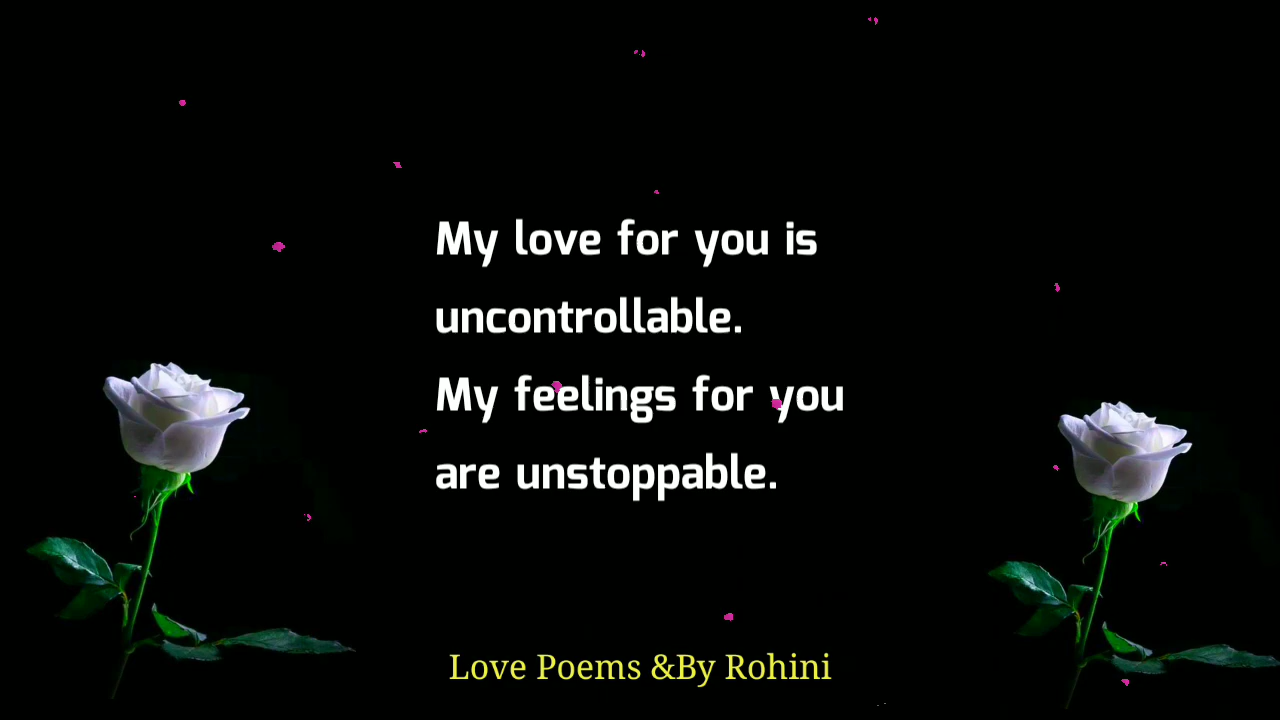 My love for you is
uncontrollable.
My feelings for you
are unstoppable.
Love Poems &By Rohini